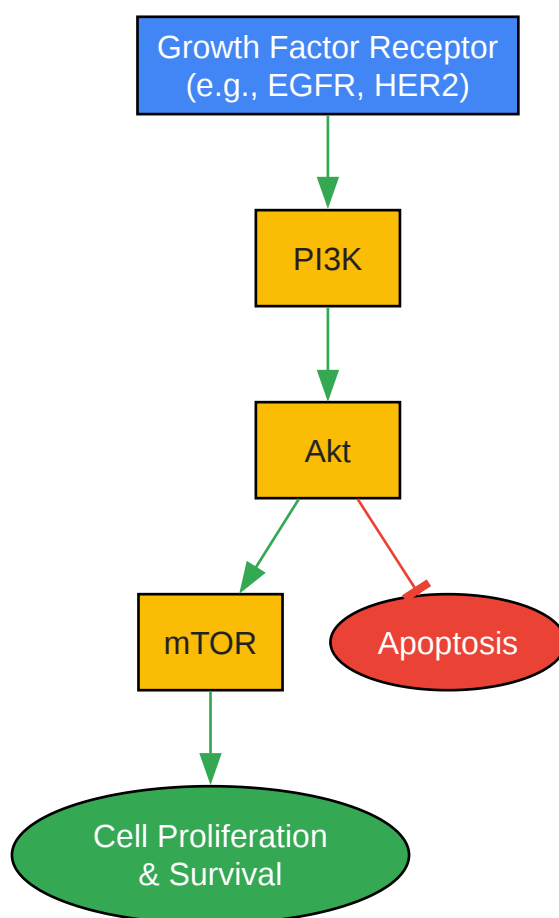 Growth Factor Receptor
(e.g., EGFR, HER2)
PI3K
Akt
mTOR
Apoptosis
Cell Proliferation
& Survival